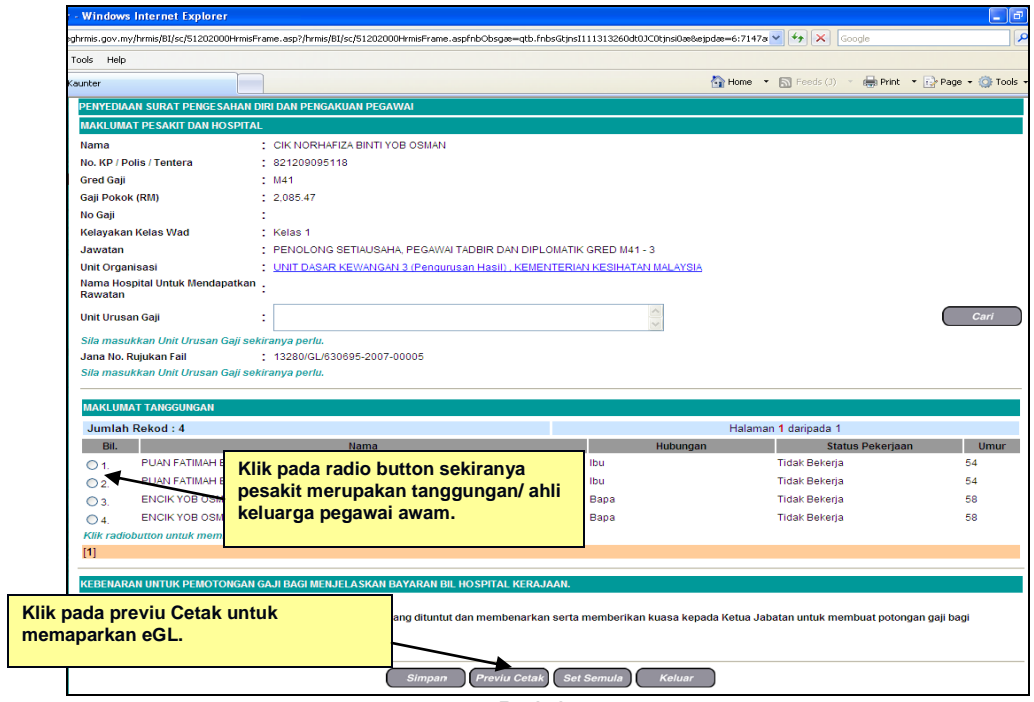 - Windows Internet Explorer
Google
Tools Help
Kaunter
Home Feeds (J) Print Page Tools
PENYEDIAAN SURAT PENGESAHAN DIRI DAN PENGAKUAN PEGAWAI
MAKLUMAT PESAKIT DAN HOSPITAL
Nama : CIK NORHAFIZA BINTI YOB OSMAN
No. KP / Polis / Tentera : 821209095118
Gred Gaji : M41
Gaji Pokok (RM) : 2,085.47
No Gaji :
Kelayakan Kelas Wad : Kelas 1
Jawatan : PENOLONG SETIAUSAHA, PEGAWAI TADBIR DAN DIPLOMATIK GRED M41 - 3
Unit Organisasi : UNIT DASAR KEWANGAN 3 (Pengurusan Hasil) , KEMENTERIAN KESIHATAN MALAYSIA
Nama Hospital Untuk Mendapatkan :
Rawatan
Unit Urusan Gaji : Cari
Sila masukkan Unit Urusan Gaji sekiranya perlu.
Jana No. Rujukan Fail : 13280/GL/630695-2007-00005
Sila masukkan Unit Urusan Gaji sekiranya perlu.
MAKLUMAT TANGGUNGAN
Jumlah Rekod : 4 Halaman 1 daripada 1
Bil. Nama Hubungan Status Pekerjaan Umur
1. PUAN FATIMAH Ibu Tidak Bekerja 54
2. PUAN FATIMAH Ibu Tidak Bekerja 54
3. ENCIK YOB Bapa Tidak Bekerja 58
4. ENCIK YOB Bapa Tidak Bekerja 58
Klik pada radio button sekiranya
pesakit merupakan tanggungan/ ahli
keluarga pegawai awam.
Klik radiobutton untuk
[1]
KEBENARAN UNTUK PEMOTONGAN GAJI BAGI MENJELASKAN BAYARAN BIL HOSPITAL KERAJAAN.
Klik pada previu Cetak untuk
memaparkan eGL.
dituntut dan membenarkan serta memberikan kuasa kepada Ketua Jabatan untuk membuat potongan gaji bagi
Simpan Previu Cetak Set Semula Keluar